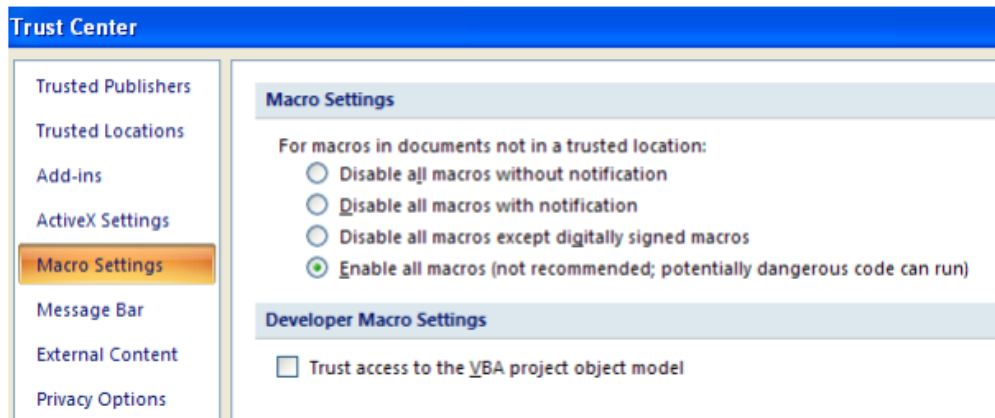 Trust Center
Trusted Publishers
Trusted Locations
Add-ins
ActiveX Settings
Macro Settings
Message Bar
External Content
Privacy Options
Macro Settings
For macros in documents not in a trusted location:
Disable all macros without notification
Disable all macros with notification
Disable all macros except digitally signed macros
Enable all macros (not recommended; potentially dangerous code can run)
Developer Macro Settings
Trust access to the VBA project object model